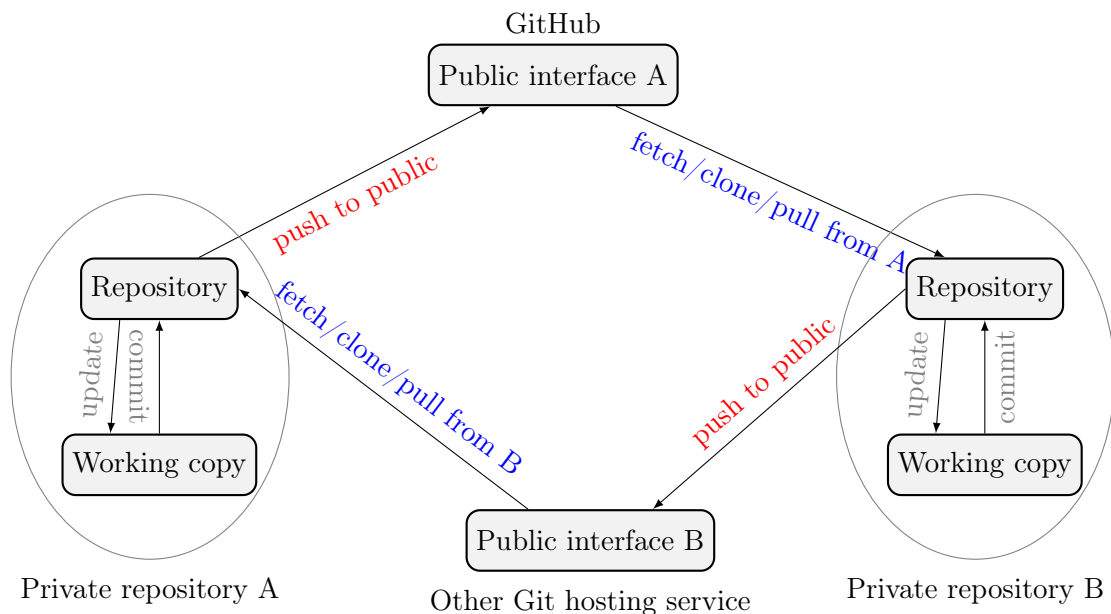 GitHub
Public interface A
push to public
fetch/clone/pull from A
Repository
update
commit
Working copy
Private repository A
fetch/clone/pull from B
push to public
Repository
update
commit
Working copy
Private repository B
Public interface B
Other Git hosting service